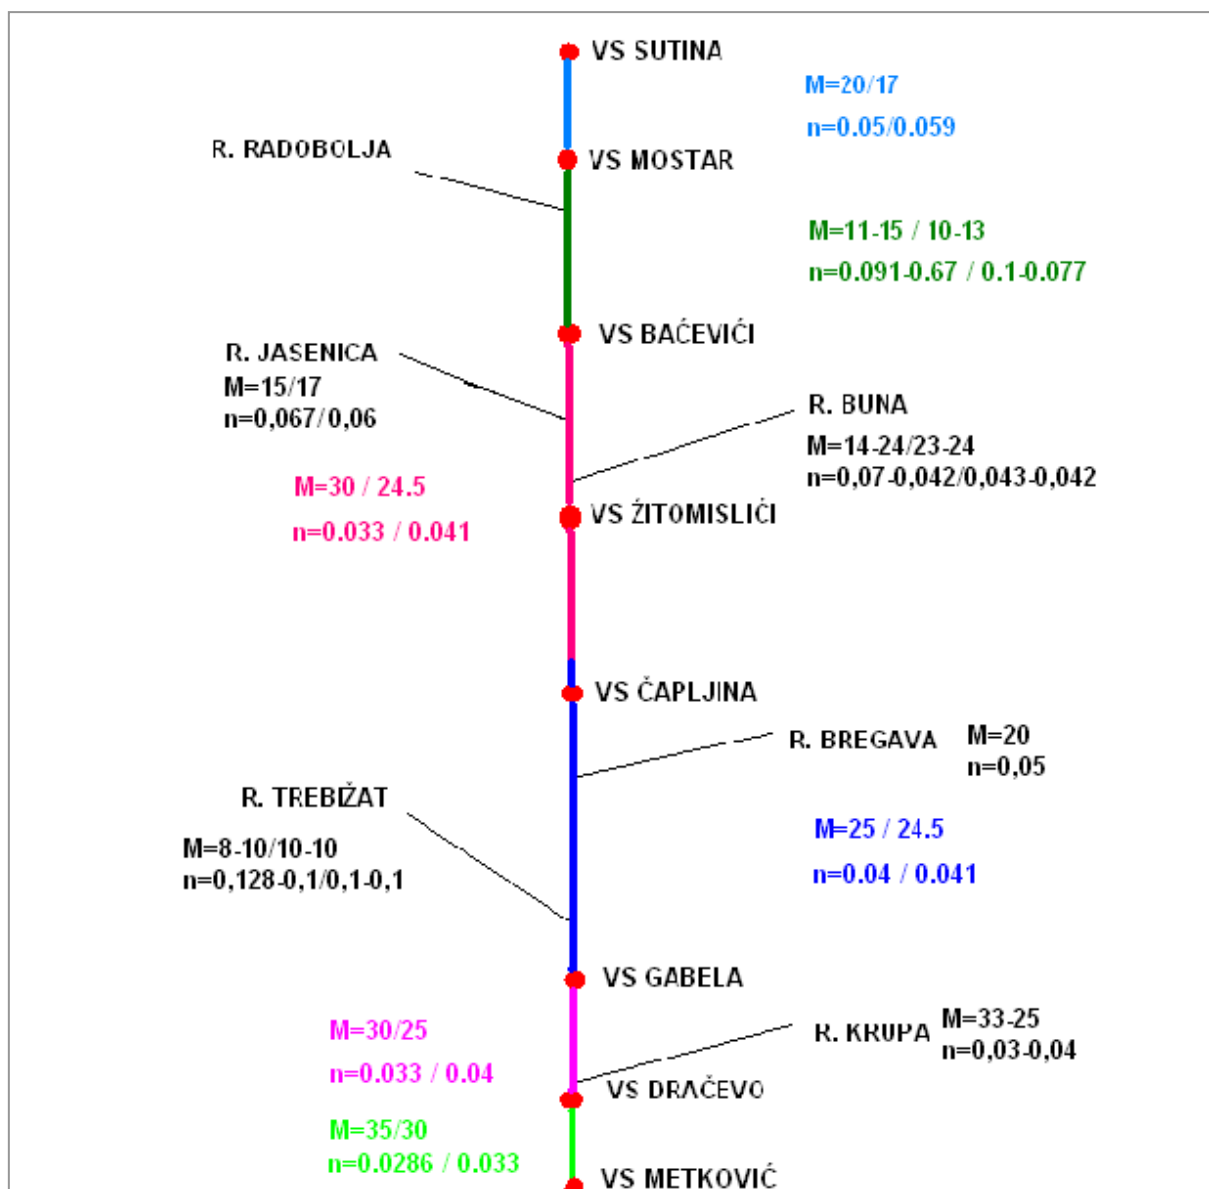 VS SUTINA
M=20/17
n=0.05/0.059
R. RADOBOLJA
VS MOSTAR
M=11-15 / 10-13
n=0.091-0.67 / 0.1-0.077
VS BAĆEVIĆI
R. JASENICA
M=15/17
n=0,067/0,06
R. BUNA
M=14-24/23-24
n=0,07-0,042/0,043-0,042
M=30 / 24.5
n=0.033 / 0.041
VS ŹITOMISLIĆI
VS ČAPLJINA
R. BREGAVA
M=20
n=0,05
R. TREBIŽAT
M=8-10/10-10
n=0,128-0,1/0,1-0,1
M=25 / 24.5
n=0.04 / 0.041
VS GABELA
M=30/25
n=0.033 / 0.04
R. KRUPA
M=33-25
n=0,03-0,04
VS DRAČEVO
M=35/30
n=0.0286 / 0.033
VS METKOVIĆ